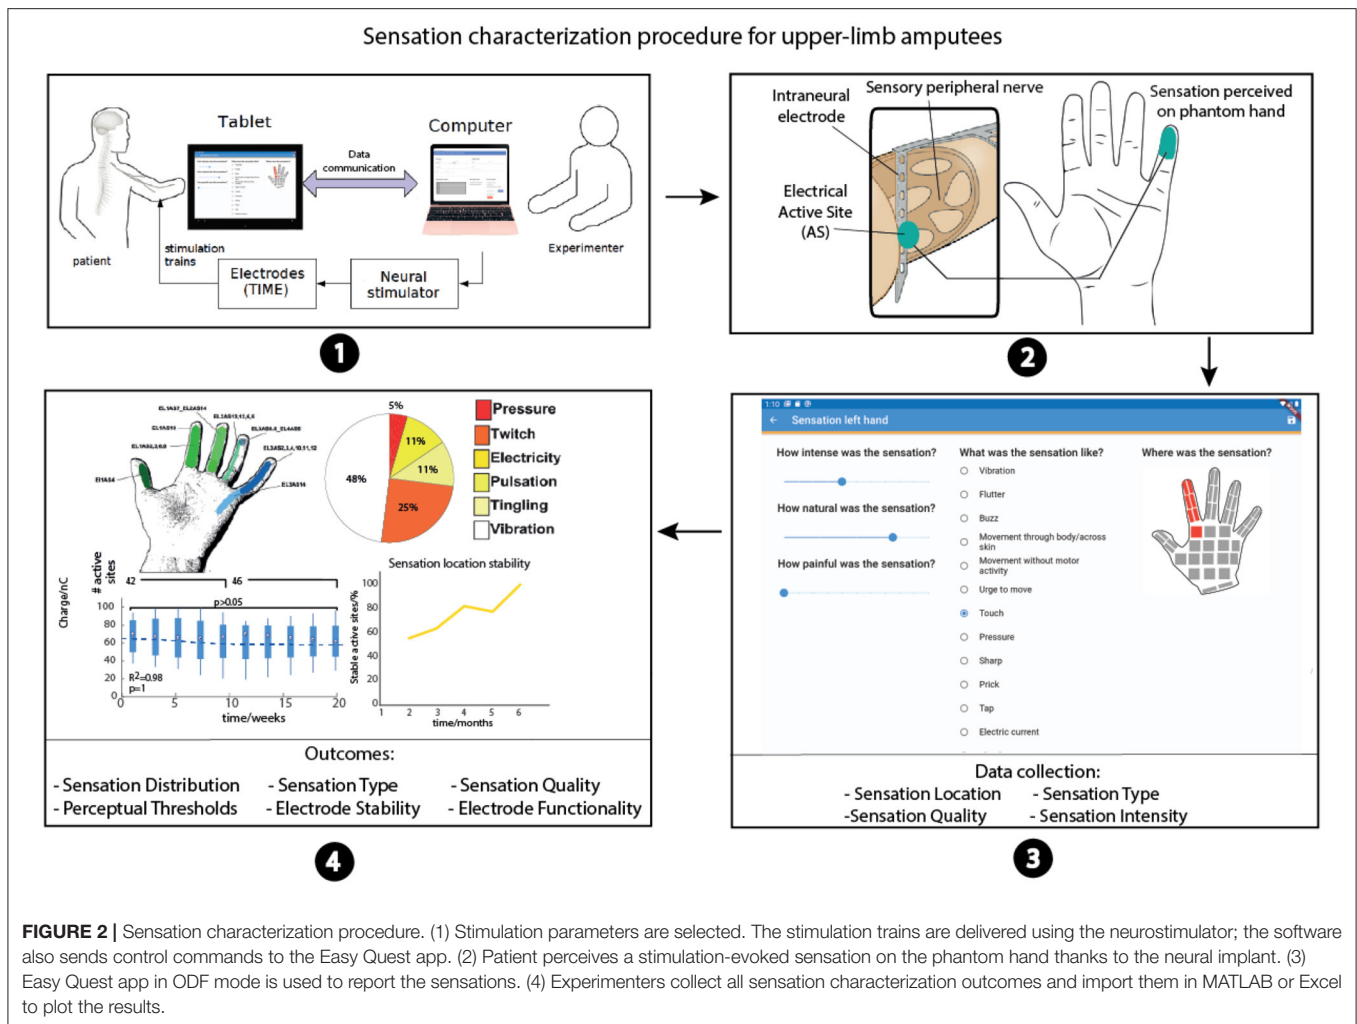 Sensation characterization procedure for upper-limb amputees
Tablet
Computer
Data
communication
patient
stimulation
trains
Electrodes
(TIME)
Neural
stimulator
Experimenter
1
Intraneural
electrode
Sensory peripheral nerve
Sensation perceived
on phantom hand
Electrical
Active Site
(AS)
2
1:10
Sensation left hand
How intense was the sensation?
How natural was the sensation?
How painful was the sensation?
What was the sensation like?
Vibration
Flutter
Buzz
Movement through body/across
skin
Movement without motor
activity
Urge to move
Touch
Pressure
Sharp
Prick
Tap
Electric current
Where was the sensation?
Data collection:
- Sensation Location
- Sensation Type
-Sensation Quality
- Sensation Intensity
3
5%
11%
11%
25%
48%
Pressure
Twitch
Electricity
Pulsation
Tingling
Vibration
# active
sites
42
46
Charge/nC
p>0.05
100
80
60
40
20
0
R²=0.98
p=1
0
5
10
15
20
time/weeks
Sensation location stability
Stable active sites/%
100
80
60
40
20
0
1
2
3
4
5
6
time/months
Outcomes:
- Sensation Distribution
- Sensation Type
- Sensation Quality
- Perceptual Thresholds
- Electrode Stability
- Electrode Functionality
4
FIGURE 2 | Sensation characterization procedure. (1) Stimulation parameters are selected. The stimulation trains are delivered using the neurostimulator; the software
also sends control commands to the Easy Quest app. (2) Patient perceives a stimulation-evoked sensation on the phantom hand thanks to the neural implant. (3)
Easy Quest app in ODF mode is used to report the sensations. (4) Experimenters collect all sensation characterization outcomes and import them in MATLAB or Excel
to plot the results.